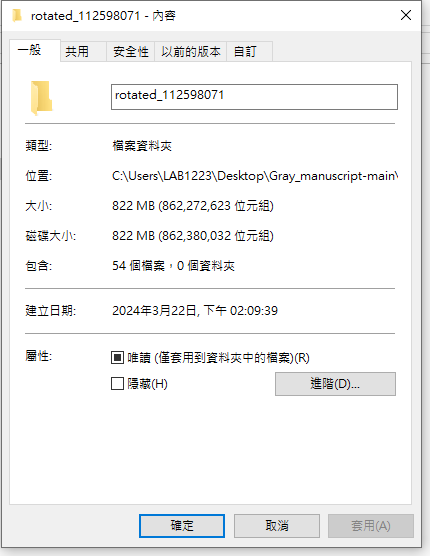 rotated_112598071 - 內容
一般 共用 安全性 以前的版本 自訂
rotated_112598071
類型: 檔案資料夾
位置: C:\Users\LAB1223\Desktop\Gray_manuscript-main\
大小: 822 MB (862,272,623 位元組)
磁碟大小: 822 MB (862,380,032 位元組)
包含: 54 個檔案，0 個資料夾
建立日期: 2024年3月22日, 下午 02:09:39
屬性: 唯讀 (僅套用到資料夾中的檔案)(R)
隱藏(H) 進階(D)...
確定 取消 套用(A)